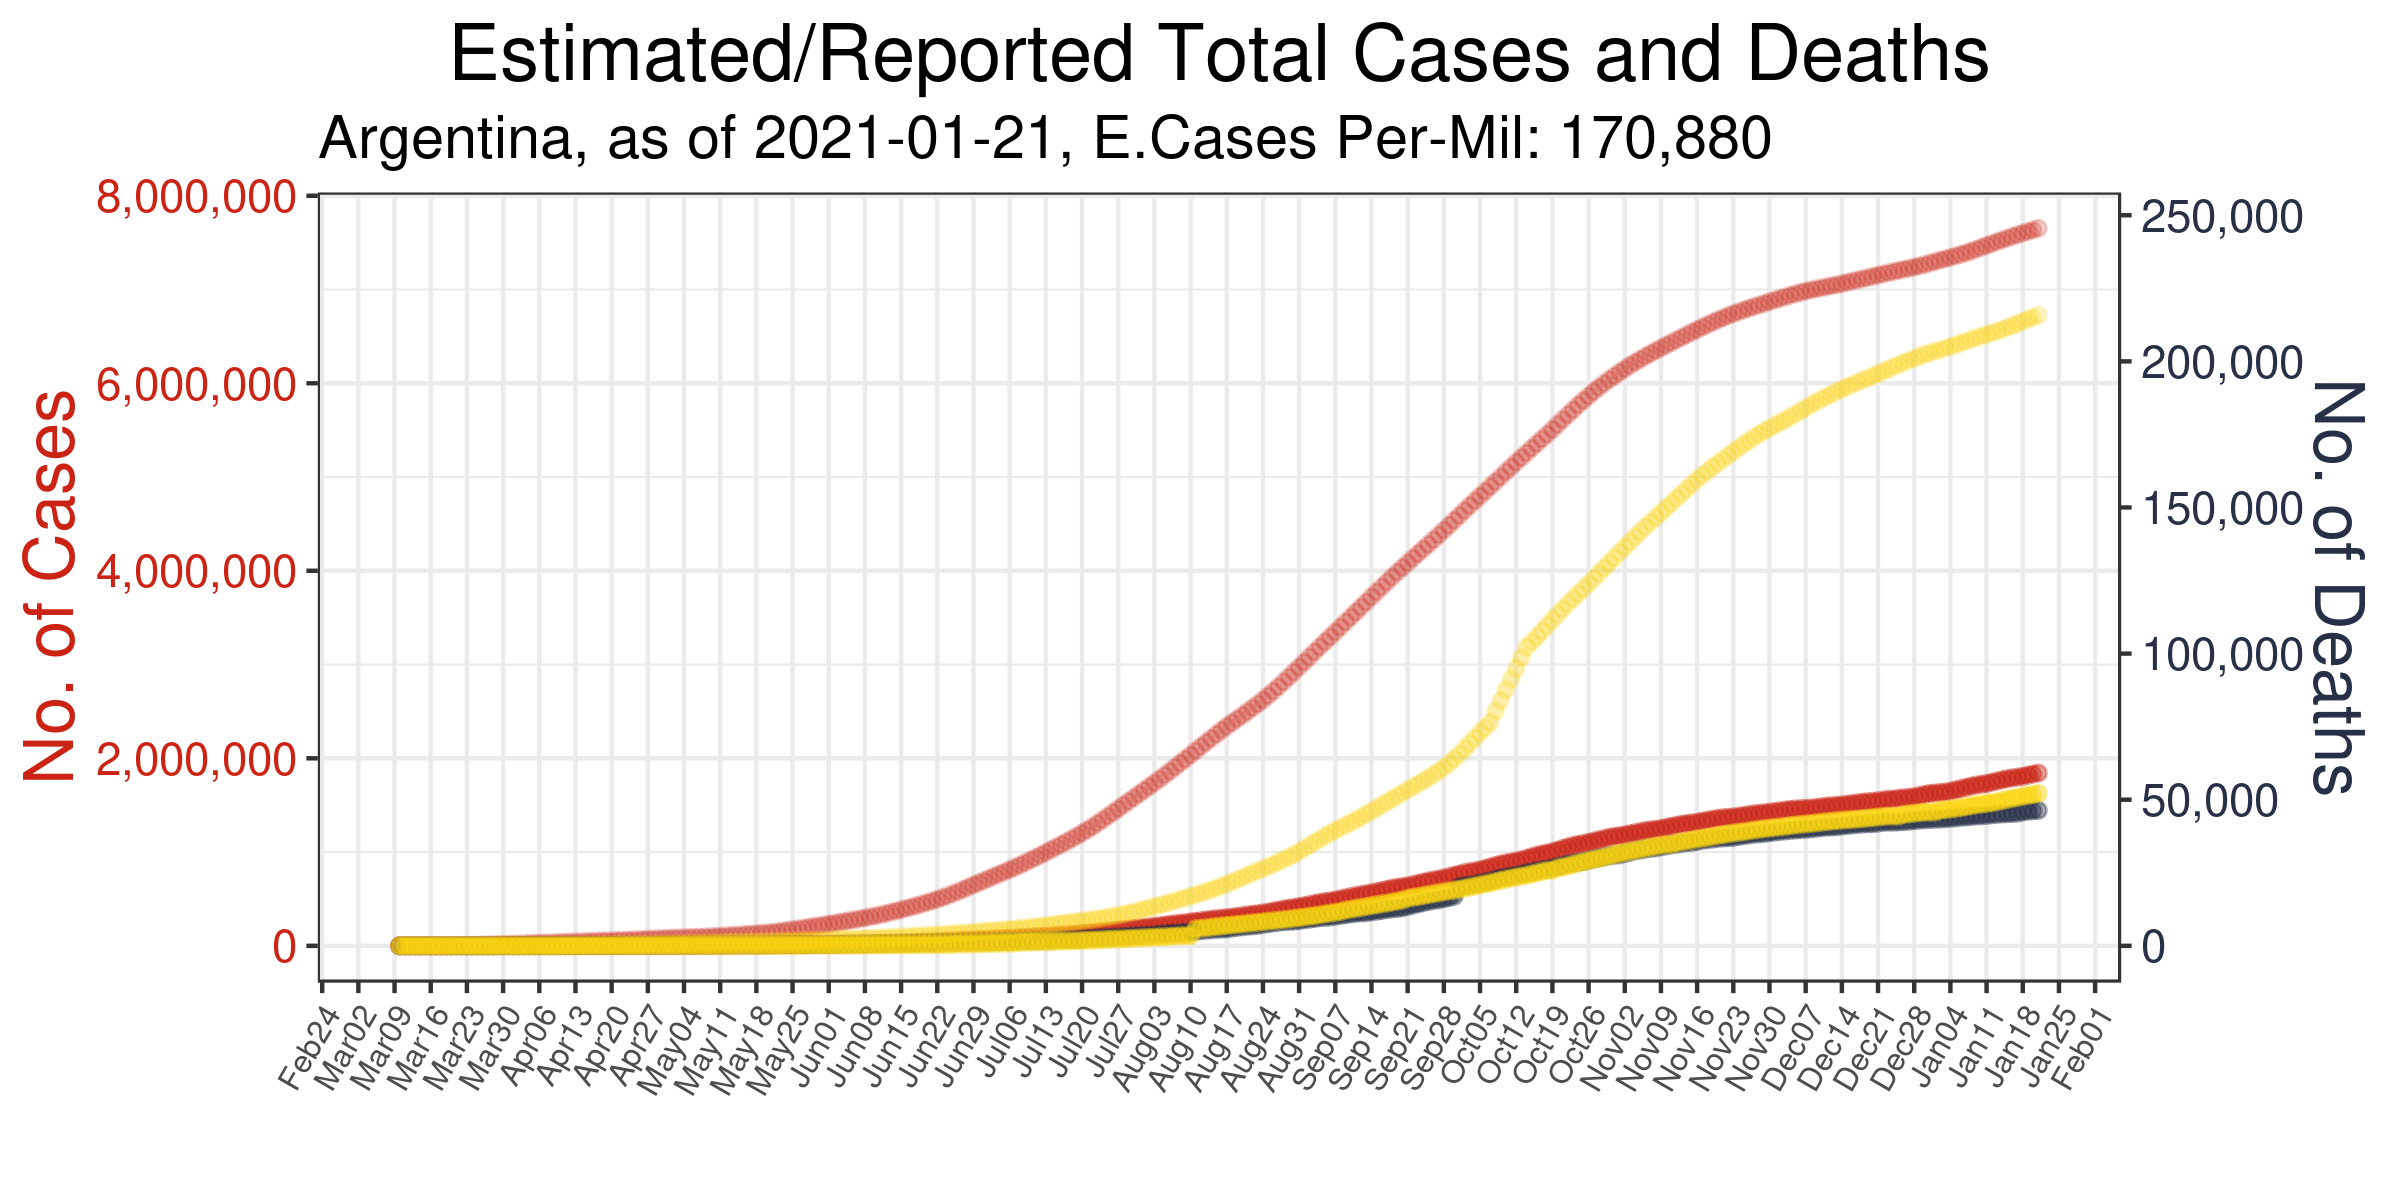 Estimated/Reported Total Cases and Deaths
Argentina, as of 2021-01-21, E.Cases Per-Mil: 170,880
No. of Cases
8,000,000
6,000,000
4,000,000
2,000,000
0
250,000
200,000
150,000
100,000
50,000
0
No. of Deaths
Feb24 Mar02 Mar09 Mar16 Mar23 Mar30 Apr06 Apr13 Apr20 Apr27 May04 May11 May18 May25 Jun01 Jun08 Jun15 Jun22 Jun29 Jul06 Jul13 Jul20 Jul27 Aug03 Aug10 Aug17 Aug24 Aug31 Sep07 Sep14 Sep21 Sep28 Oct05 Oct12 Oct19 Oct26 Nov02 Nov09 Nov16 Nov23 Nov30 Dec07 Dec14 Dec21 Dec28 Jan04 Jan11 Jan18 Jan25 Feb01